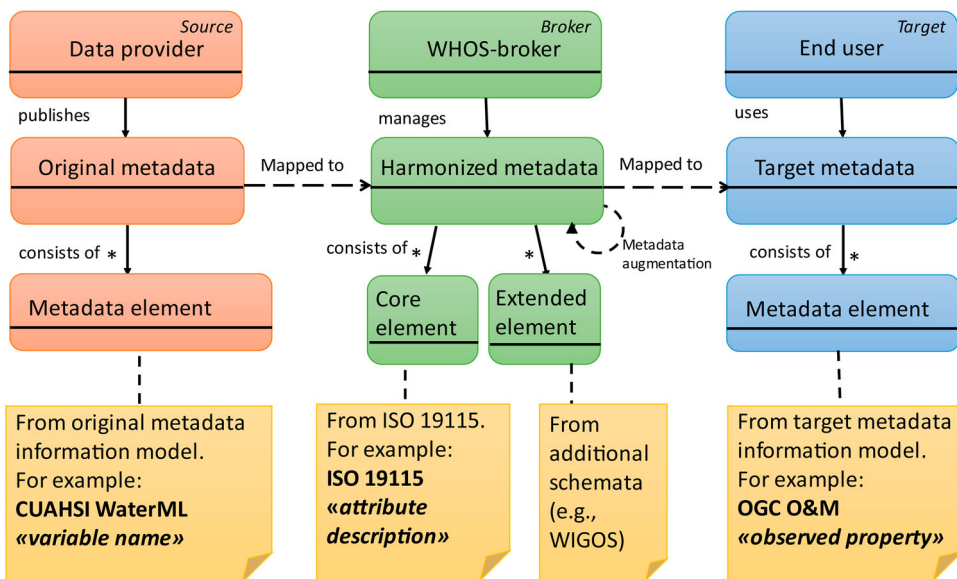 Source
Data provider
Broker
WHOS-broker
Target
End user
publishes
manages
uses
Original metadata
Mapped to
Harmonized metadata
Mapped to
Target metadata
consists of *
consists of *
*
Metadata
augmentation
consists of *
Metadata element
Core
element
Extended
element
Metadata element
From original metadata
information model.
For example:
CUAHSI WaterML
«variable name»
From ISO 19115.
For example:
ISO 19115
«attribute
description»
From
additional
schemata
(e.g.,
WIGOS)
From target metadata
information model.
For example:
OGC O&M
«observed property»